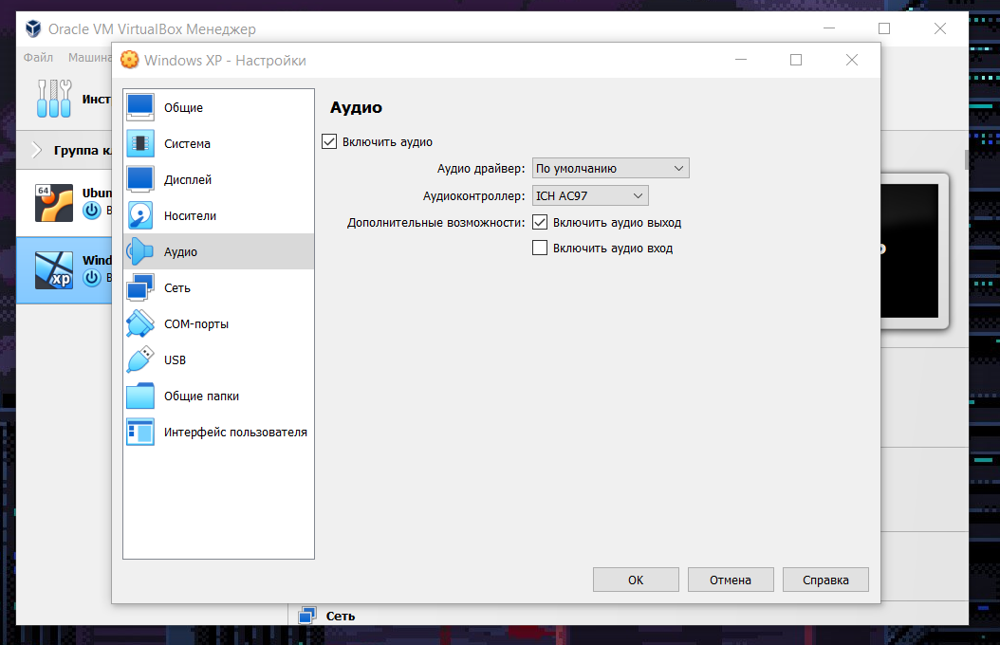 Oracle VM VirtualBox Менеджер
Файл Машина
Windows XP - Настройки
Общие
Аудио
Включить аудио
Система
Аудио драйвер: По умолчанию
Дисплей
Аудиоконтроллер: ICH AC97
Носители
Дополнительные возможности: Включить аудио выход
Аудио
Включить аудио вход
Сеть
COM-порты
USB
Общие папки
Интерфейс пользователя
Инст
Группа к
64
Ubun
В
Wind
xp
В
OK Отмена Справка
Сеть